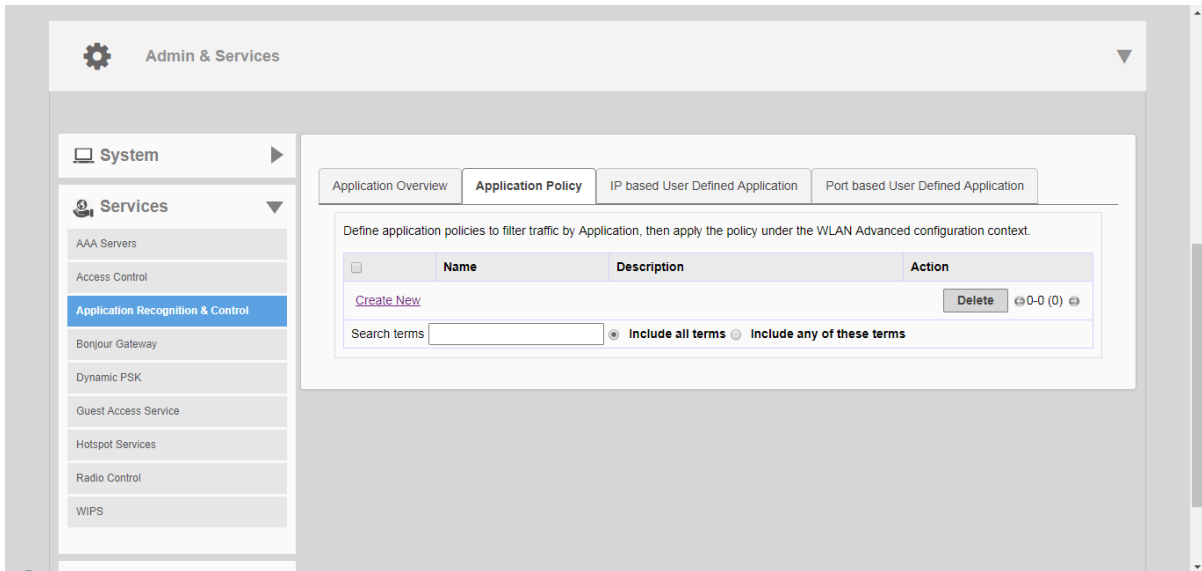 Admin & Services
System
Services
AAA Servers
Access Control
Application Recognition & Control
Bonjour Gateway
Dynamic PSK
Guest Access Service
Hotspot Services
Radio Control
WIPS
Application Overview Application Policy IP based User Defined Application Port based User Defined Application
Define application policies to filter traffic by Application, then apply the policy under the WLAN Advanced configuration context.
Name Description Action
Create New Delete 0-0 (0)
Search terms Include all terms Include any of these terms